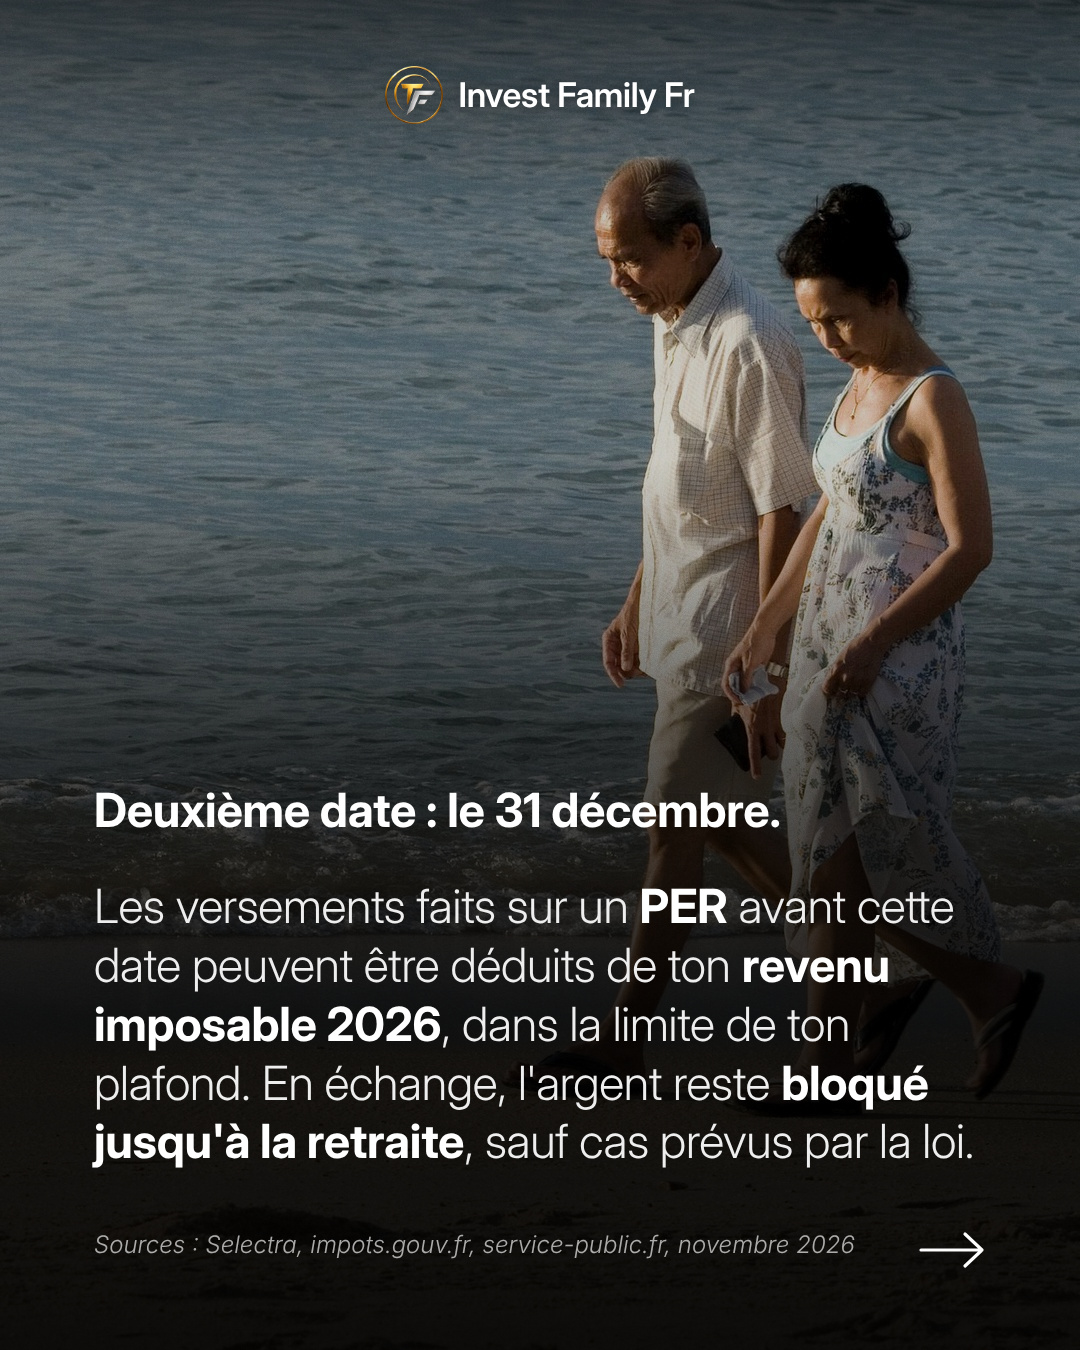 Invest Family Fr
Deuxième date : le 31 décembre.
Les versements faits sur un PER avant cette
date peuvent être déduits de ton revenu
imposable 2026, dans la limite de ton
plafond. En échange, l'argent reste bloqué
jusqu'à la retraite, sauf cas prévus par la loi.
Sources : Selectra, impots.gouv.fr, service-public.fr, novembre 2026